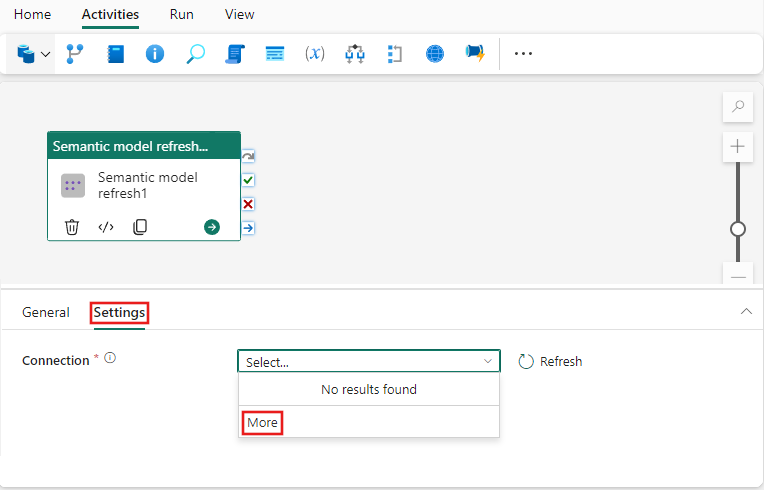 Home Activities Run View
(x)
Semantic model refresh...
Semantic model
refresh1
</>
General Settings
Connection * Select... Refresh
No results found
More